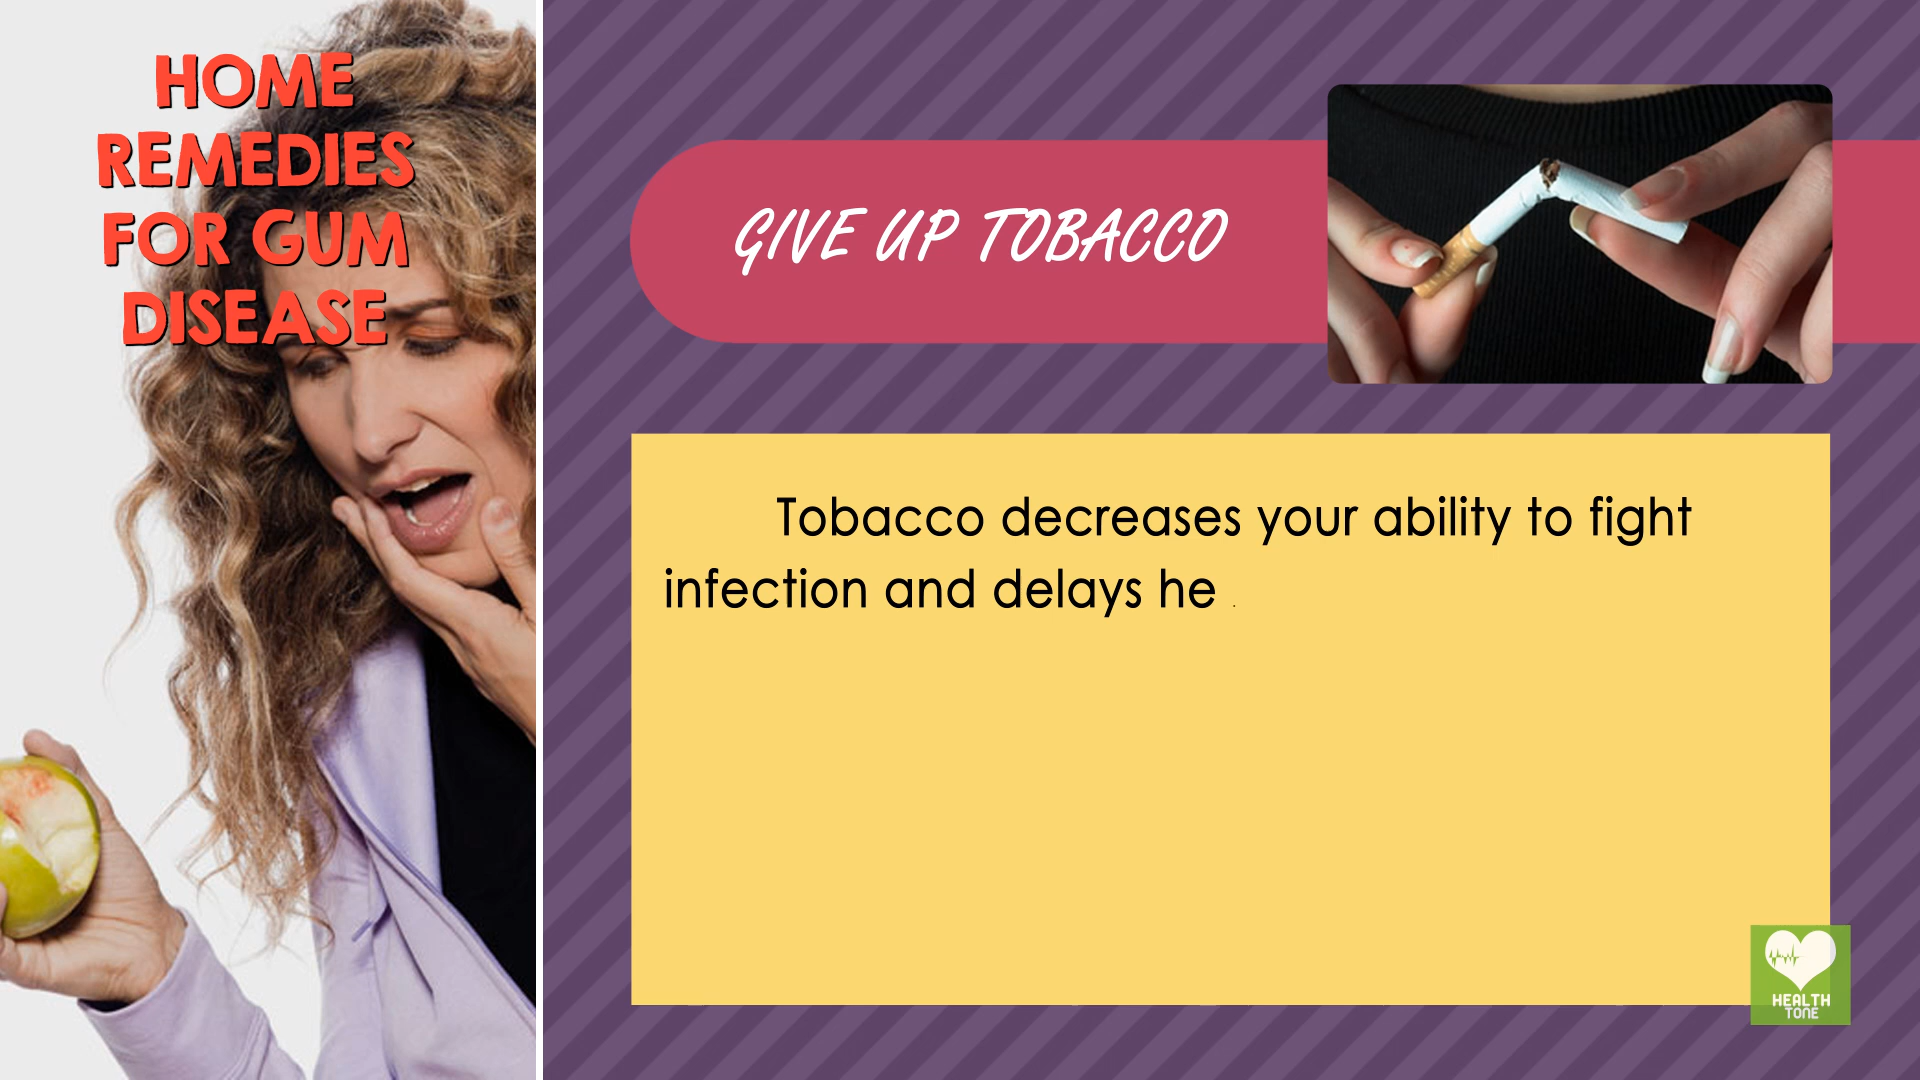 HOME
REMEDIES
FOR GUM
DISEASE
GIVE UP TOBACCO
Tobacco decreases your ability to fight
infection and delays he
HEALTH
TONE